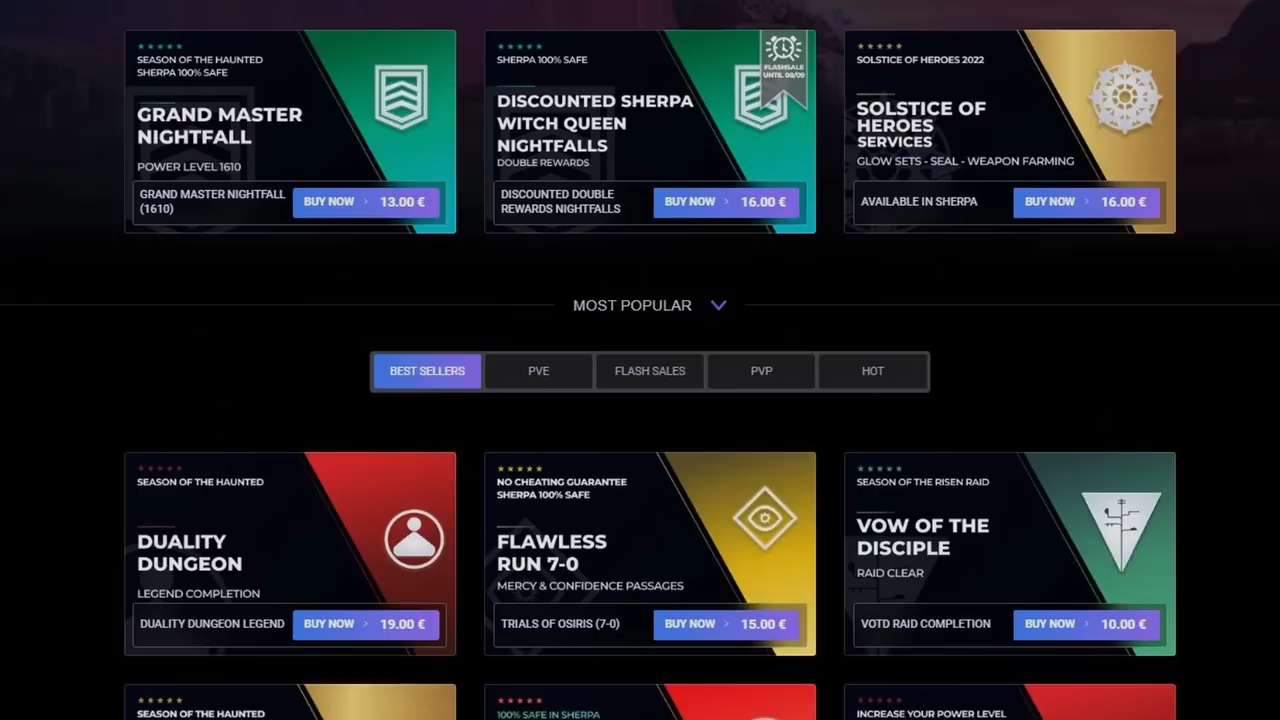 SEASON OF THE HAUNTED
SHERPA 100% SAFE
GRAND MASTER
NIGHTFALL
POWER LEVEL 1610
GRAND MASTER NIGHTFALL
(1610)
BUY NOW > 13.00 €
SHERPA 100% SAFE
FLASHSALE
UNTIL 08/09
DISCOUNTED SHERPA
WITCH QUEEN
NIGHTFALLS
DOUBLE REWARDS
DISCOUNTED DOUBLE
REWARDS NIGHTFALLS
BUY NOW > 16.00 €
SOLSTICE OF HEROES 2022
SOLSTICE OF
HEROES
SERVICES
GLOW SETS - SEAL - WEAPON FARMING
AVAILABLE IN SHERPA
BUY NOW > 16.00 €
MOST POPULAR
BEST SELLERS
PVE
FLASH SALES
PVP
HOT
SEASON OF THE HAUNTED
DUALITY
DUNGEON
LEGEND COMPLETION
DUALITY DUNGEON LEGEND
BUY NOW > 19.00 €
NO CHEATING GUARANTEE
SHERPA 100% SAFE
FLAWLESS
RUN 7-0
MERCY & CONFIDENCE PASSAGES
TRIALS OF OSIRIS (7-0)
BUY NOW > 15.00 €
SEASON OF THE RISEN RAID
VOW OF THE
DISCIPLE
RAID CLEAR
VOTD RAID COMPLETION
BUY NOW > 10.00 €
SEASON OF THE HAUNTED
100% SAFE IN SHERPA
INCREASE YOUR POWER LEVEL